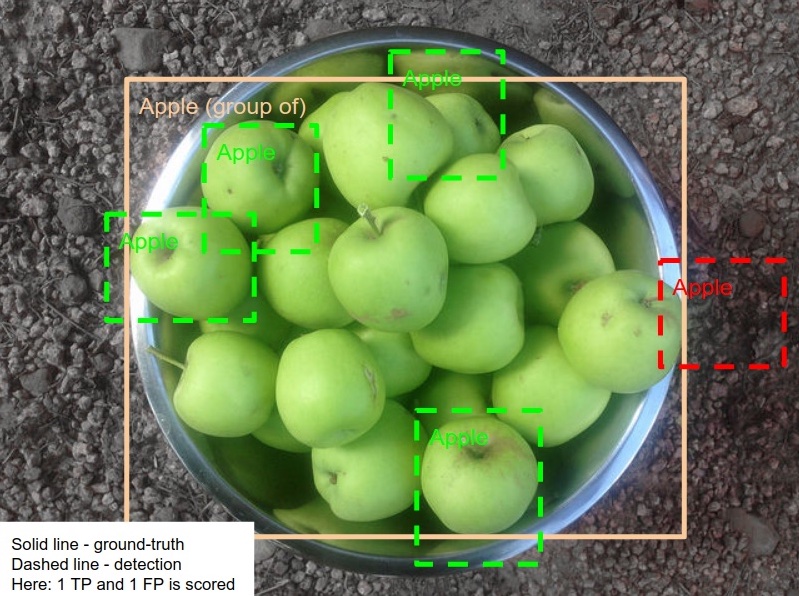 Apple
Apple (group of)
Apple
Apple
Apple
Apple
Solid line - ground-truth
Dashed line - detection
Here: 1 TP and 1 FP is scored